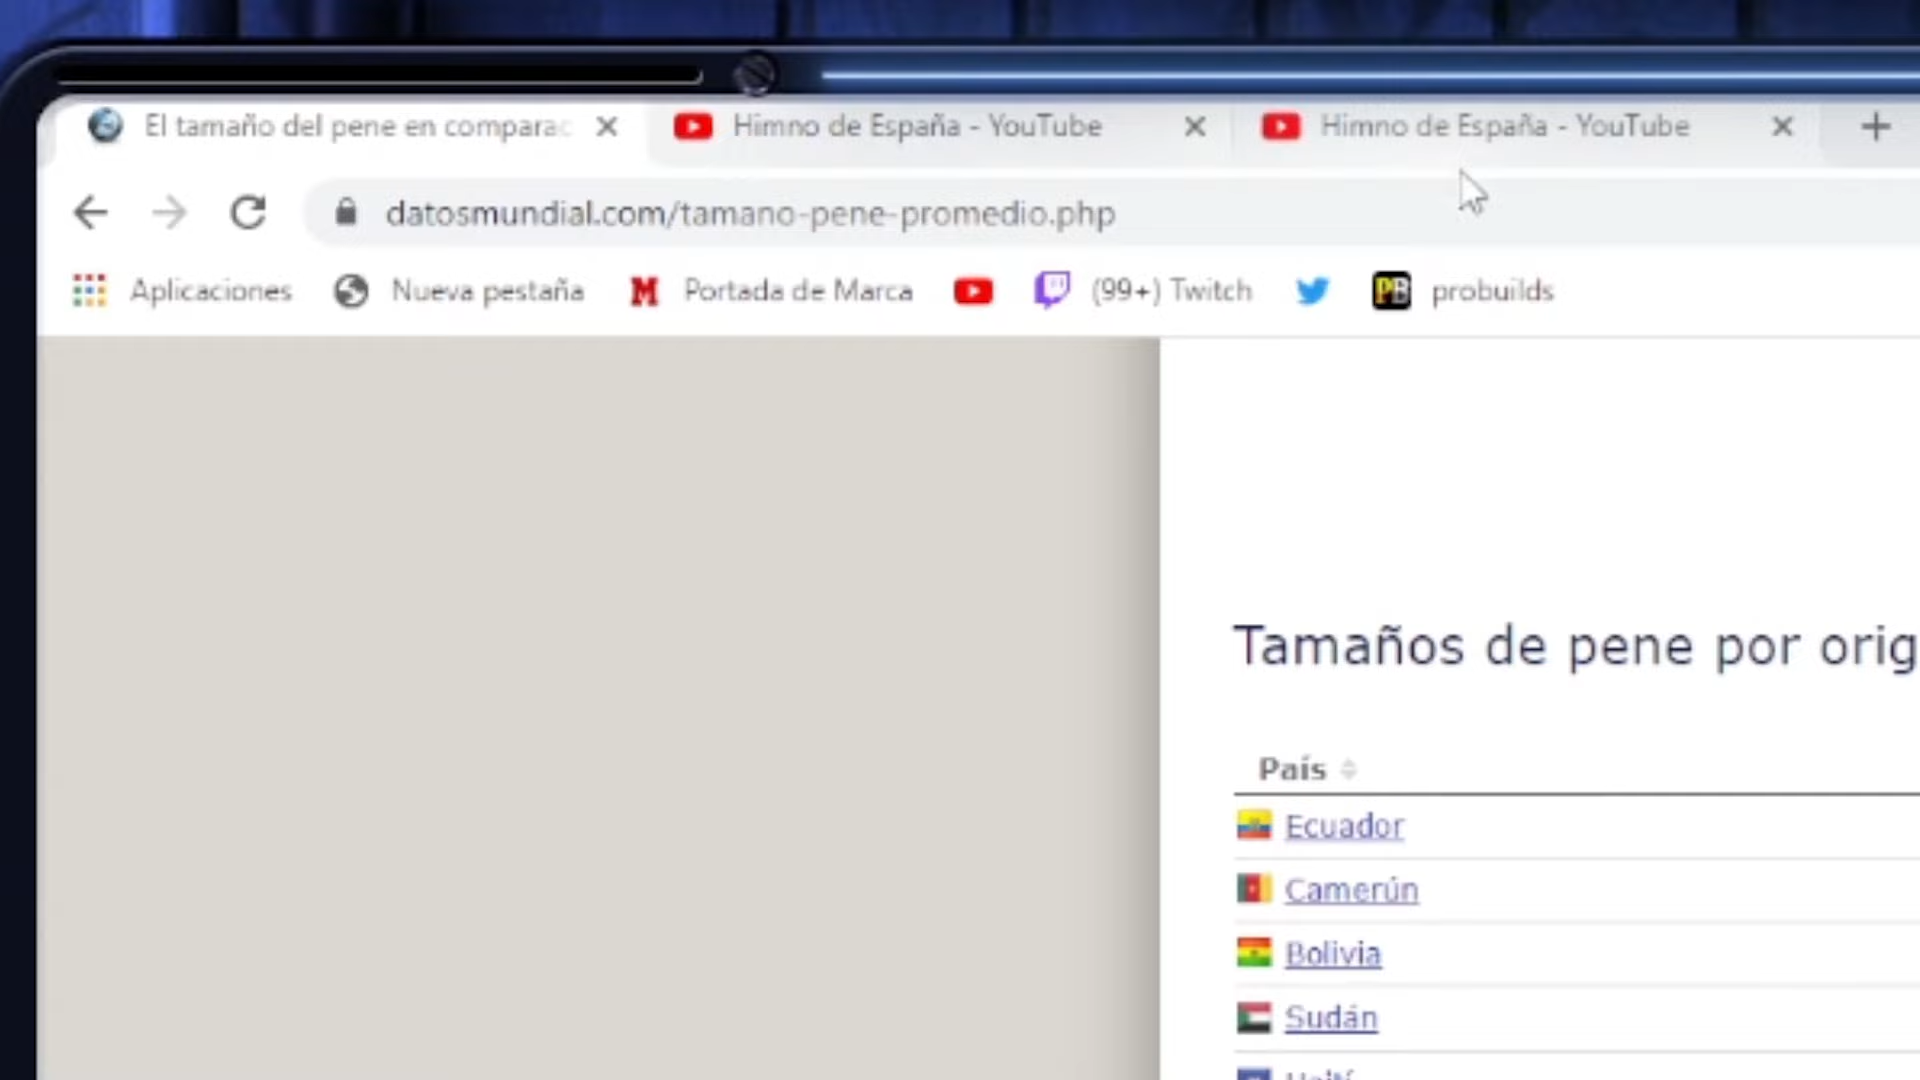 El tamaño del pene en comparac
Himno de España - YouTube
Himno de España - YouTube
datosmundial.com/tamano-pene-promedio.php
Aplicaciones
Nueva pestaña
Portada de Marca
(99+) Twitch
PB
probuilds
Tamaños de pene por orig
País
Ecuador
Camerún
Bolivia
Sudán
Haití